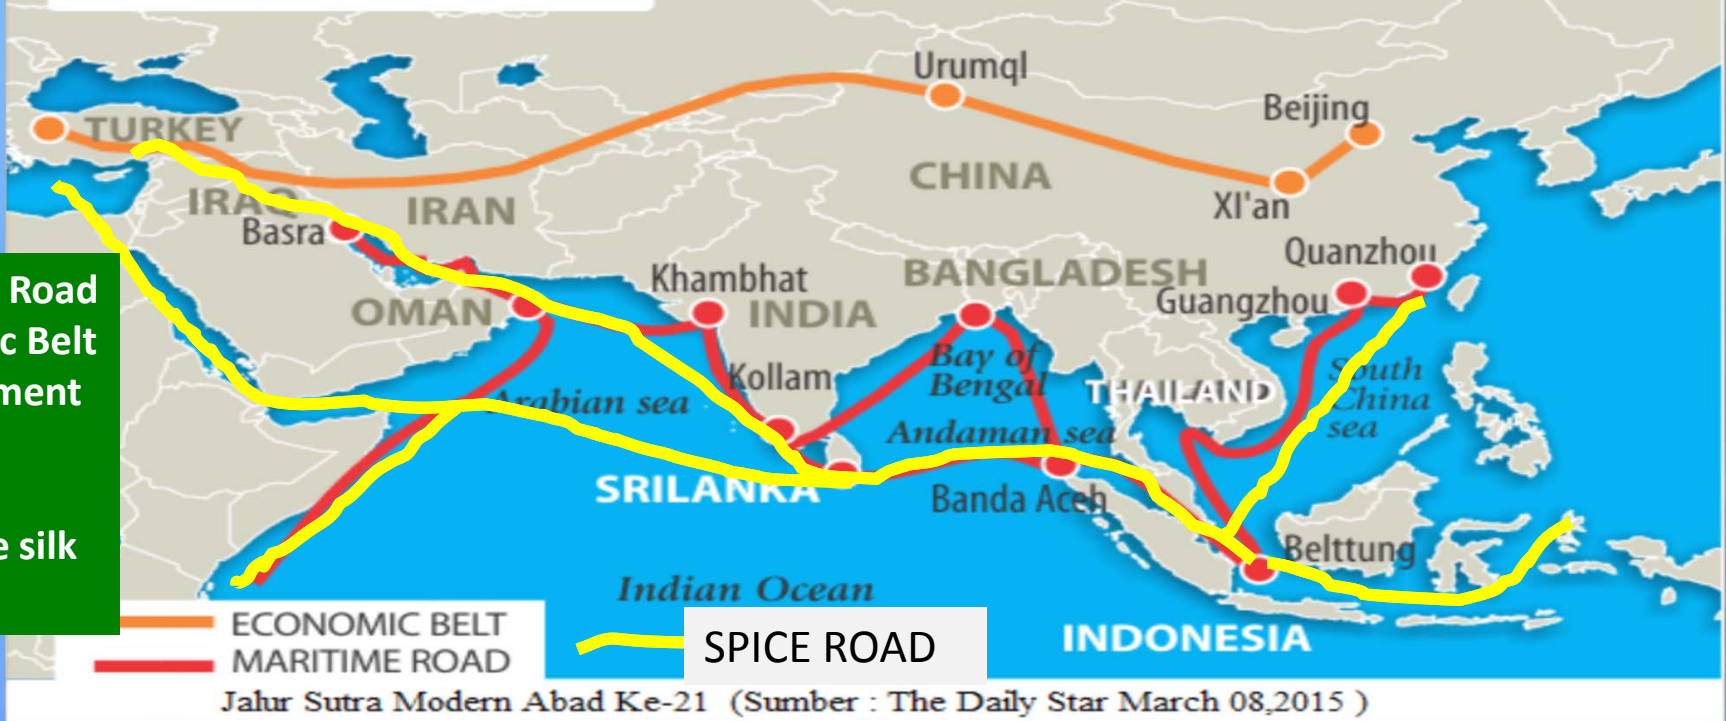 Urumql
Beijing
TURKEY
CHINA
IRAQ
IRAN
XI'an
Basra
Quanzhou
Khambhat
BANGLADESH
Road
c Belt
ment
OMAN
INDIA
Guangzhou
Bay of
Bengal
Kollam
THAILAND
South
China
sea
Arabian sea
Andaman sea
SRILANKA
Banda Aceh
e silk
Belttung
Indian Ocean
ECONOMIC BELT
MARITIME ROAD
SPICE ROAD
INDONESIA
Jalur Sutra Modern Abad Ke-21 (Sumber : The Daily Star March 08,2015 )